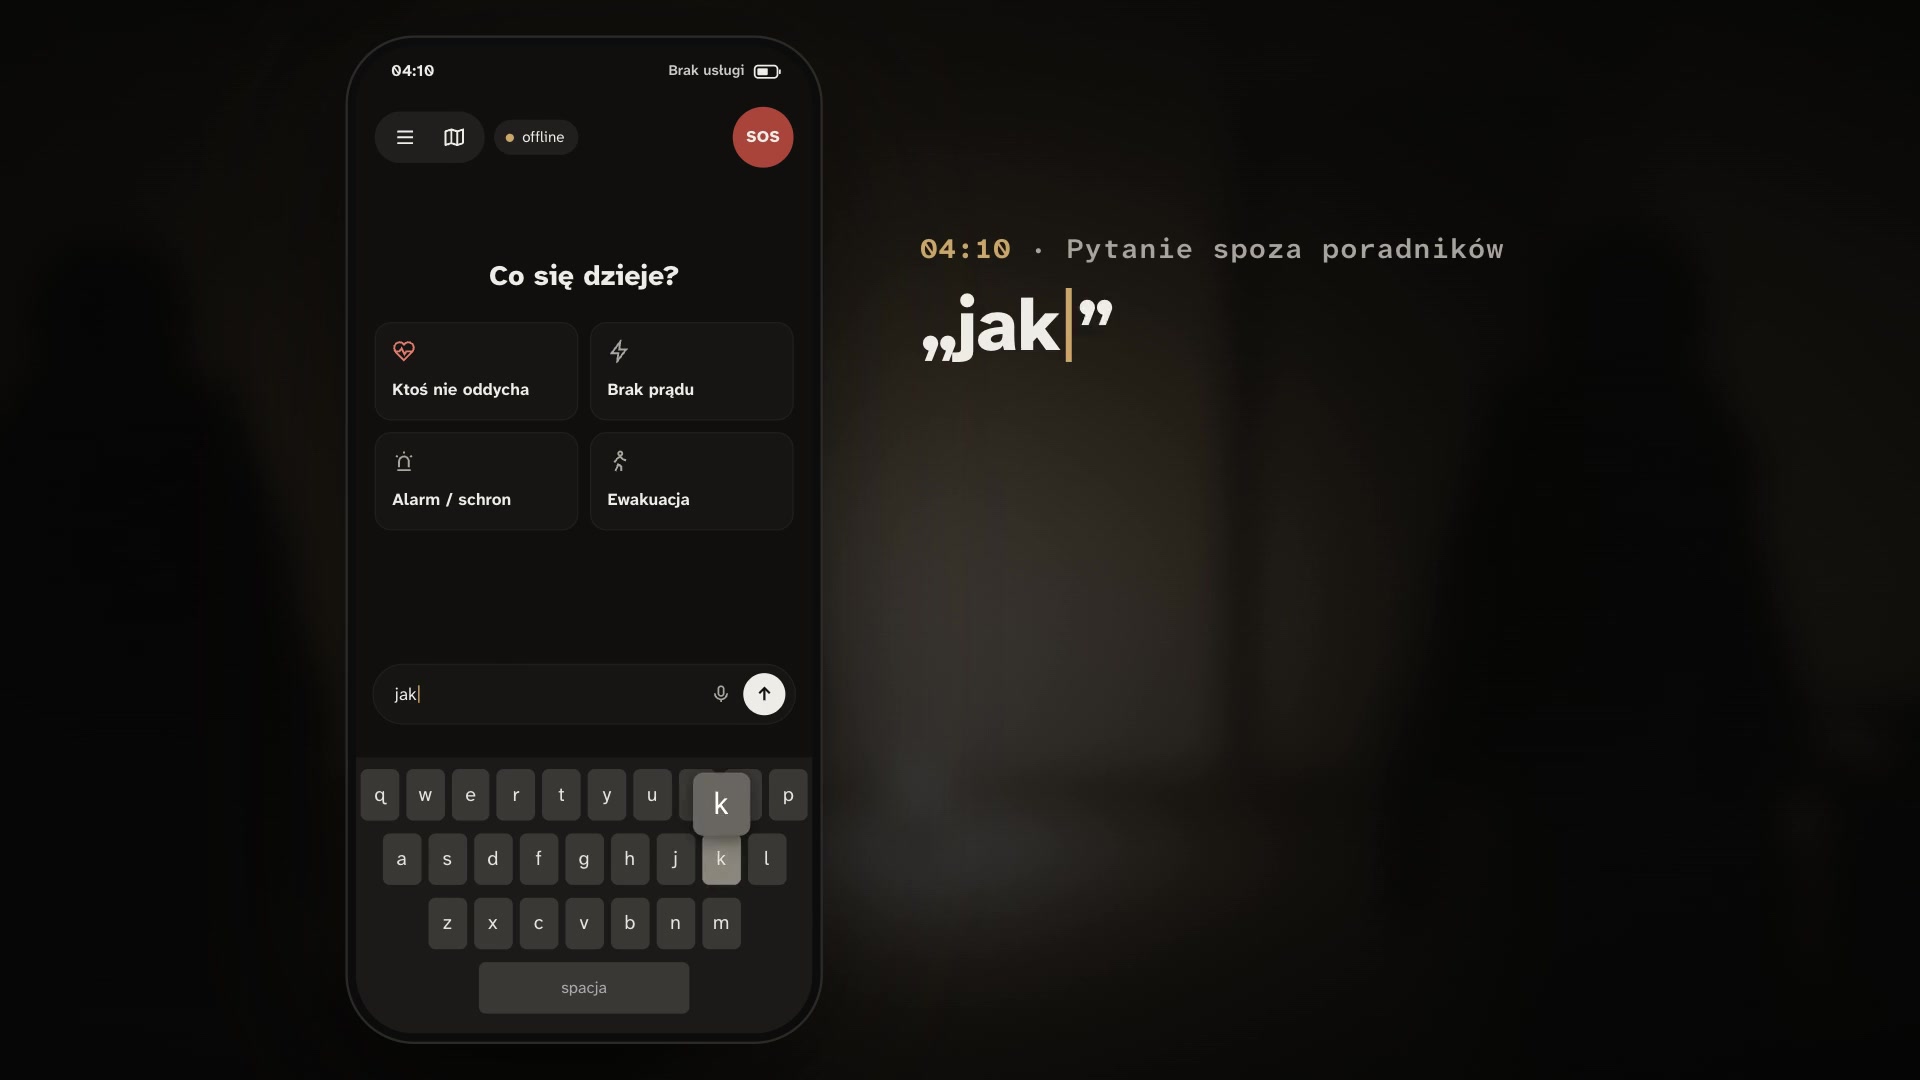 04:10
Brak usługi
offline
SOS
Co się dzieje?
Ktoś nie oddycha
Brak prądu
Alarm / schron
Ewakuacja
jak
q w e r t y u p
k
a s d f g h j k l
z x c v b n m
spacja
04:10 · Pytanie spoza poradników
„jak”